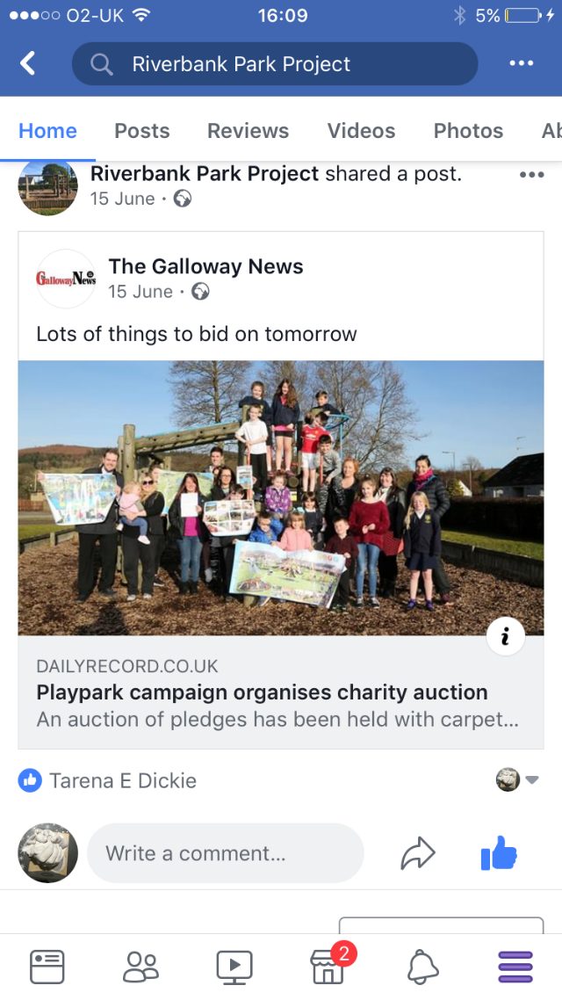 O2-UK 16:09 5%
Riverbank Park Project
Home Posts Reviews Videos Photos Ab
Riverbank Park Project shared a post.
15 June ·
Galloway News
The Galloway News
15 June ·
Lots of things to bid on tomorrow
i
DAILYRECORD.CO.UK
Playpark campaign organises charity auction
An auction of pledges has been held with carpet...
Tarena E Dickie
Write a comment...
2